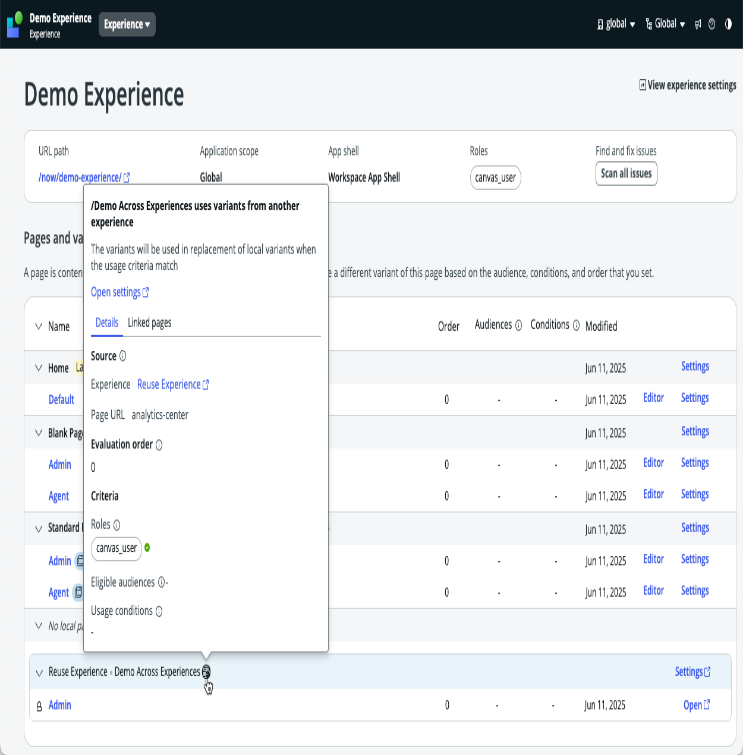 Demo Experience
Experience
Experience ▾
global ▾
Global ▾
Demo Experience
View experience settings
URL path
Application scope
App shell
Roles
Find and fix issues
/now/demo-experience/
Global
Workspace App Shell
canvas_user
Scan all issues
/Demo Across Experiences uses variants from another
experience
The variants will be used in replacement of local variants when
the usage criteria match
Open settings
Details Linked pages
Source
Experience Reuse Experience
Page URL analytics-center
Evaluation order
0
Criteria
Roles
canvas_user
Eligible audiences -
Usage conditions
-
Pages and va
A page is conten
e a different variant of this page based on the audience, conditions, and order that you set.
Name Order Audiences Conditions Modified
Home La Jun 11, 2025 Settings
Default 0 - - Jun 11, 2025 Editor Settings
Blank Pag Jun 11, 2025 Settings
Admin 0 - - Jun 11, 2025 Editor Settings
Agent 0 - - Jun 11, 2025 Editor Settings
Standard Jun 11, 2025 Settings
Admin 0 - - Jun 11, 2025 Editor Settings
Agent 0 - - Jun 11, 2025 Editor Settings
No local p
Reuse Experience - Demo Across Experiences Settings
Admin 0 - - Jun 11, 2025 Open